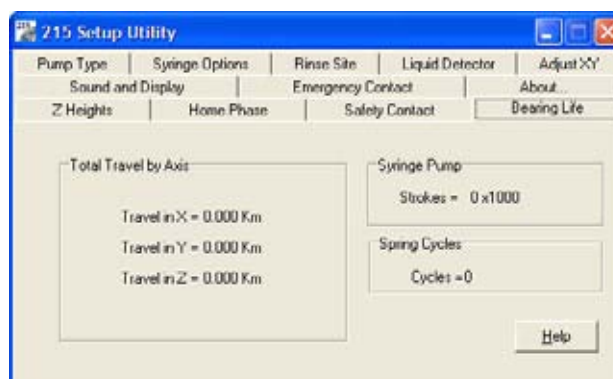 215 Setup Utility
Pump Type Syringe Options Rinse Site Liquid Detector Adjust XY
Sound and Display Emergency Contact About...
Z Heights Home Phase Safety Contact Bearing Life
Total Travel by Axis
Travel in X = 0.000 Km
Travel in Y = 0.000 Km
Travel in Z = 0.000 Km
Syringe Pump
Strokes = 0 x1000
Spring Cycles
Cycles =0
Help